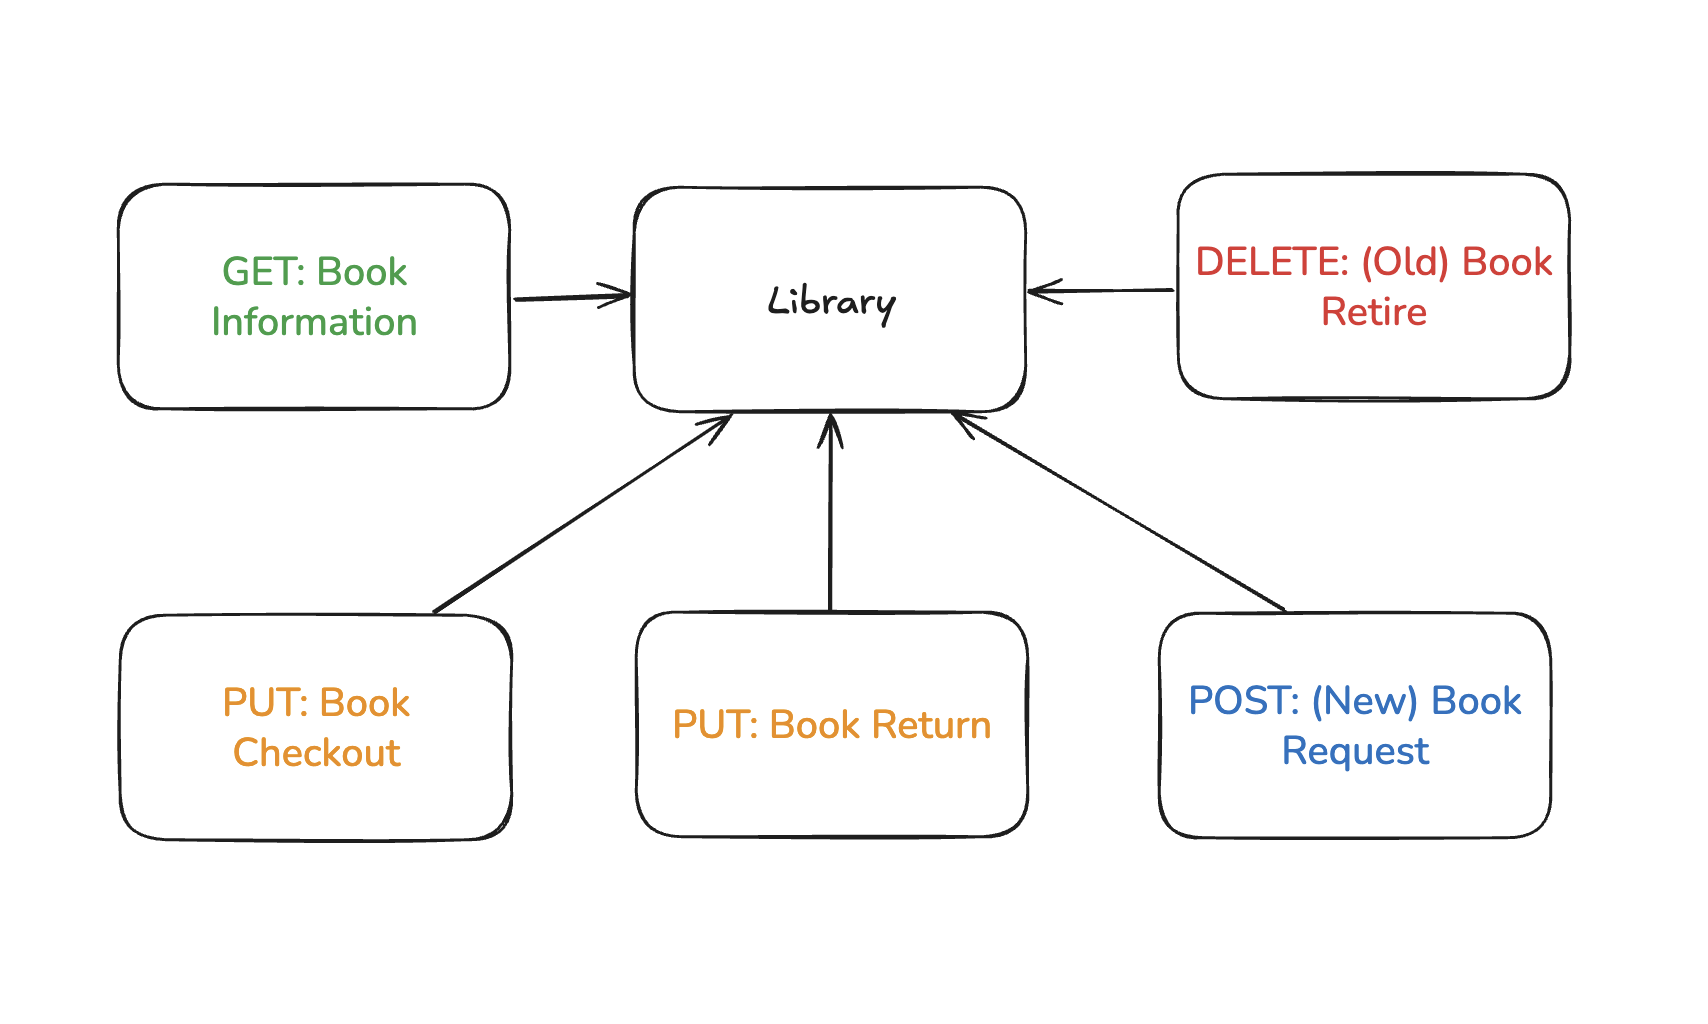 GET: Book
Information
Library
DELETE: (Old) Book
Retire
PUT: Book
Checkout
PUT: Book Return
POST: (New) Book
Request